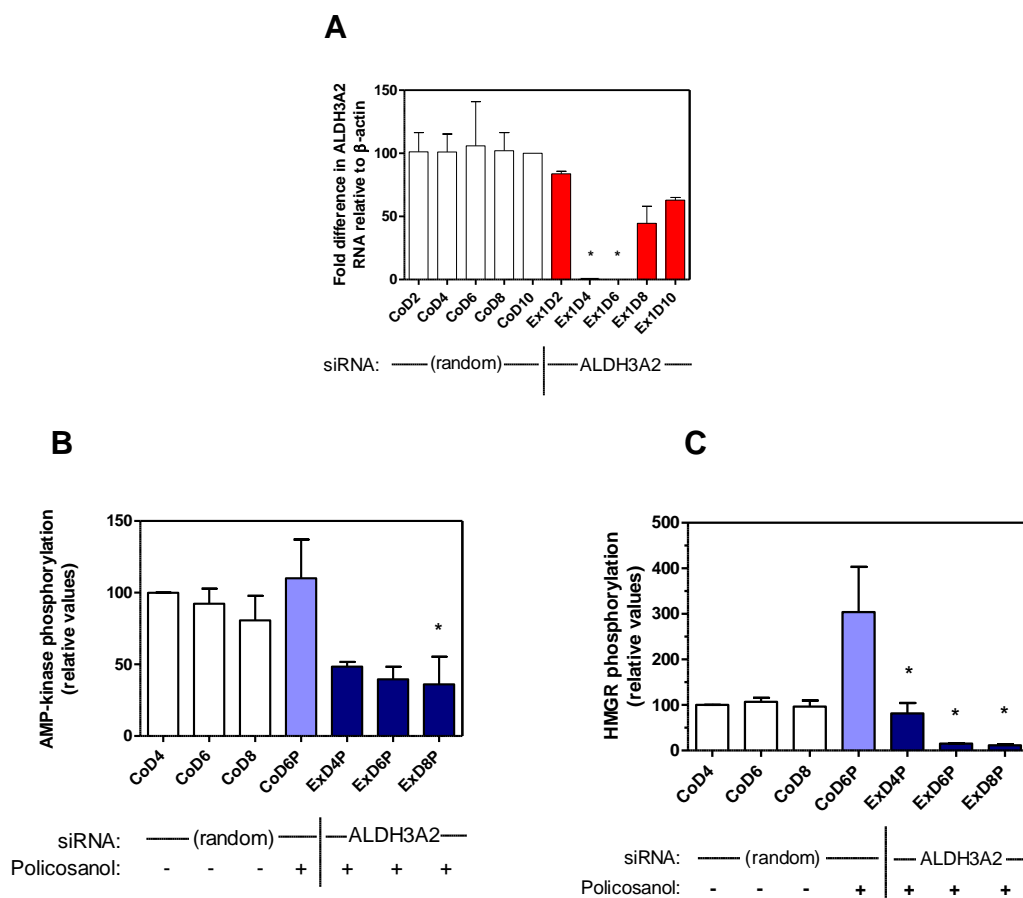 A
Fold difference in ALDH3A2
RNA relative to β-actin
150
100
50
0
CoD2 CoD4 CoD6 CoD8 CoD10 Ex1D2 Ex1D4 Ex1D6 Ex1D8 Ex1D10
* *
siRNA: (random) ALDH3A2
B
AMP-kinase phosphorylation
(relative values)
150
100
50
0
*
CoD4 CoD6 CoD8 CoD6P ExD4P ExD6P ExD8P
siRNA: (random) ALDH3A2
Policosanol: - - - + + + +
C
HMGR phosphorylation
(relative values)
500
400
300
200
100
0
* * *
CoD4 CoD6 CoD8 CoD6P ExD4P ExD6P ExD8P
siRNA: (random) ALDH3A2
Policosanol: - - - + + + +